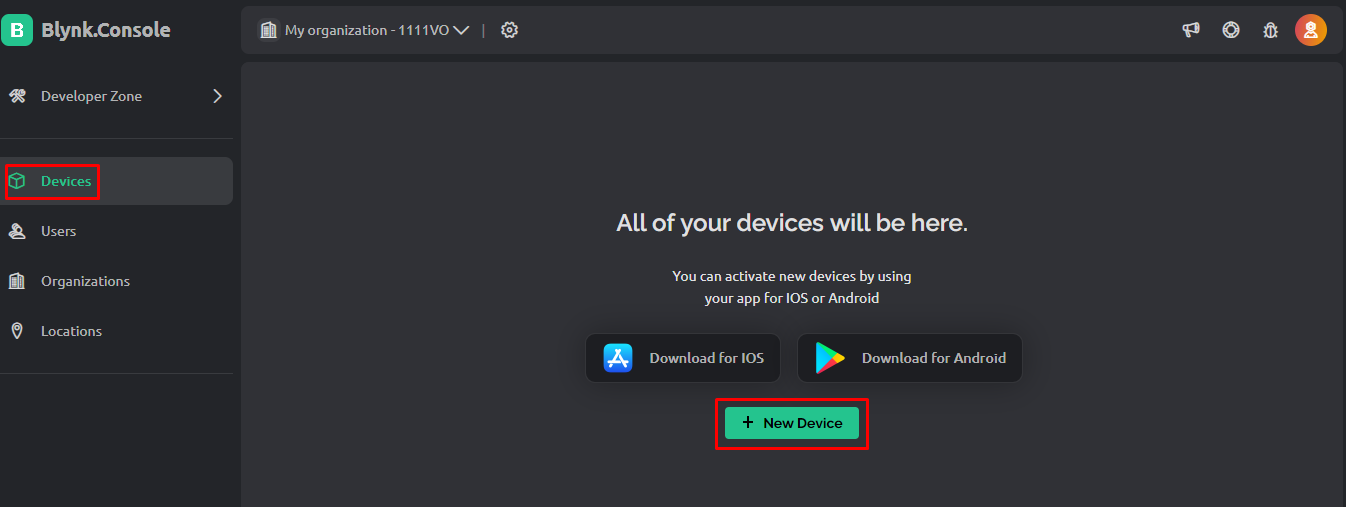 B Blynk.Console
My organization - 1111VO |
Developer Zone
Devices
Users
Organizations
Locations
All of your devices will be here.
You can activate new devices by using
your app for IOS or Android
Download for IOS
Download for Android
+ New Device